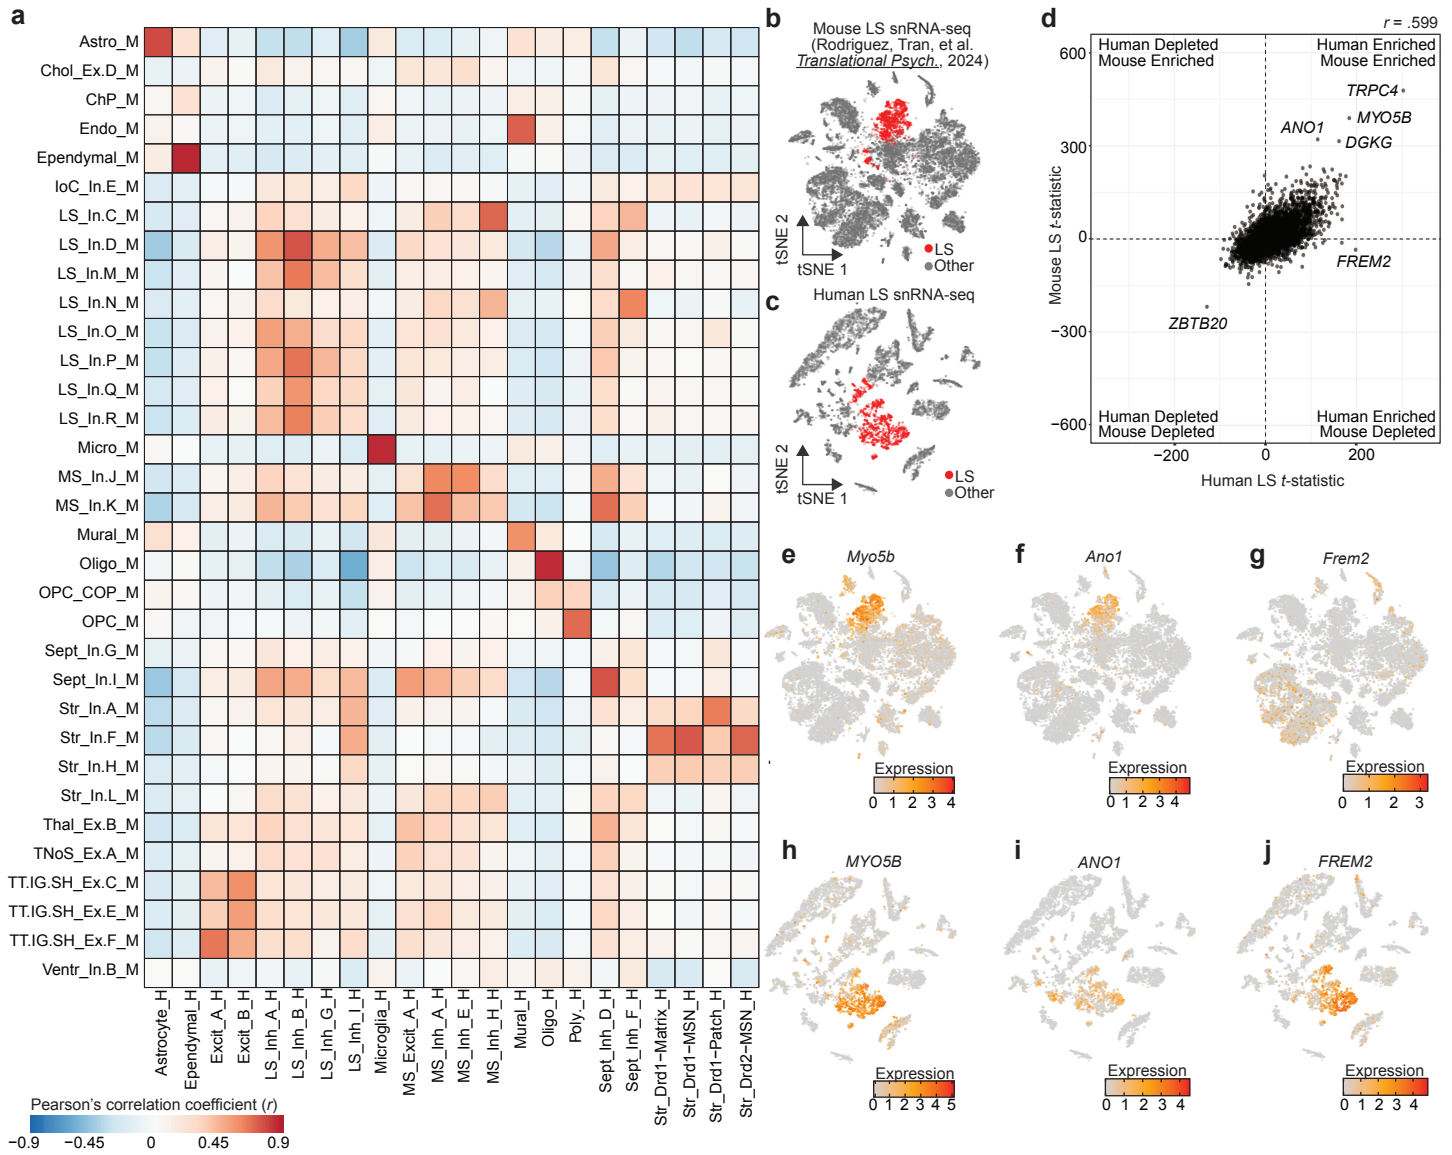 a
Astro_M
Chol_Ex.D_M
ChP_M
Endo_M
Ependymal_M
IoC_In.E_M
LS_In.C_M
LS_In.D_M
LS_In.M_M
LS_In.N_M
LS_In.O_M
LS_In.P_M
LS_In.Q_M
LS_In.R_M
Micro_M
MS_In.J_M
MS_In.K_M
Mural_M
Oligo_M
OPC_COP_M
OPC_M
Sept_In.G_M
Sept_In.I_M
Str_In.A_M
Str_In.F_M
Str_In.H_M
Str_In.L_M
Thal_Ex.B_M
TNoS_Ex.A_M
TT.IG.SH_Ex.C_M
TT.IG.SH_Ex.E_M
TT.IG.SH_Ex.F_M
Ventr_In.B_M
Astrocyte_H
Ependymal_H
Excit_A_H
Excit_B_H
LS_Inh_A_H
LS_Inh_B_H
LS_Inh_G_H
LS_Inh_I_H
Microglia_H
MS_Excit_A_H
MS_Inh_A_H
MS_Inh_E_H
MS_Inh_H_H
Mural_H
Oligo_H
Poly._H
Sept_Inh_D_H
Sept_Inh_F_H
Str_Drd1−Matrix_H
Str_Drd1−MSN_H
Str_Drd1−Patch_H
Str_Drd2−MSN_H
Pearson's correlation coefficient (r)
−0.9 −0.45 0 0.45 0.9
b
Mouse LS snRNA-seq
(Rodriguez, Tran, et al.
Translational Psych., 2024)
tSNE 2
tSNE 1
LS
Other
c
Human LS snRNA-seq
tSNE 2
tSNE 1
LS
Other
d
r = .599
Human Depleted
Mouse Enriched
Human Enriched
Mouse Enriched
TRPC4
MYO5B
ANO1
DGKG
FREM2
ZBTB20
Human Depleted
Mouse Depleted
Human Enriched
Mouse Depleted
600
300
0
−300
−600
Mouse LS t-statistic
−200 0 200
Human LS t-statistic
e
Myo5b
Expression
0 1 2 3 4
f
Ano1
Expression
0 1 2 3 4
g
Frem2
Expression
0 1 2 3
h
MYO5B
Expression
0 1 2 3 4 5
i
ANO1
Expression
0 1 2 3 4
j
FREM2
Expression
0 1 2 3 4